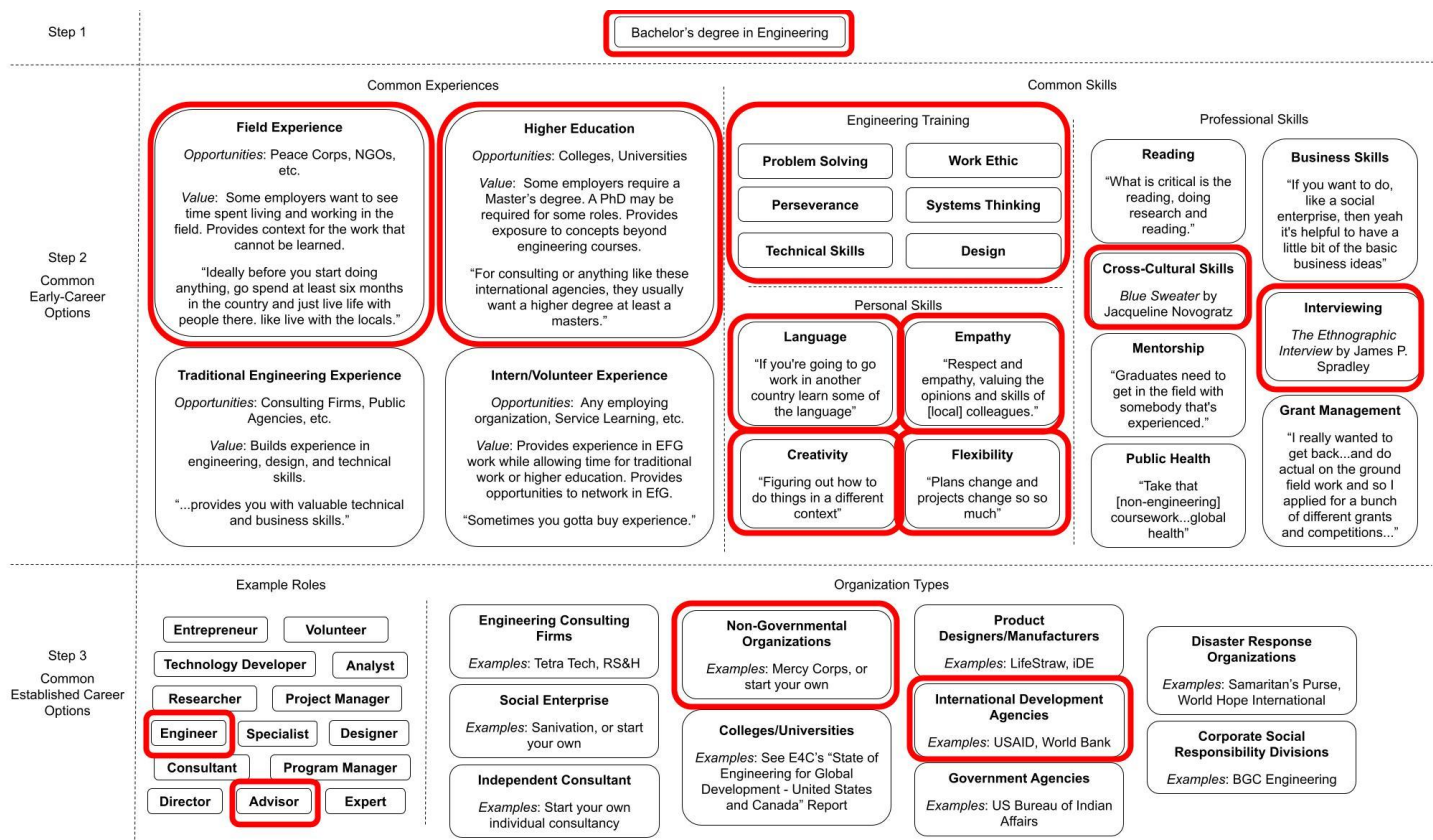 Step 1
Bachelor's degree in Engineering
Step 2
Common
Early-Career
Options
Common Experiences
Field Experience
Opportunities: Peace Corps, NGOs,
etc.
Value: Some employers want to see
time spent living and working in the
field. Provides context for the work that
cannot be learned.
“Ideally before you start doing
anything, go spend at least six months
in the country and just live life with
people there. like live with the locals.”
Higher Education
Opportunities: Colleges, Universities
Value: Some employers require a
Master's degree. A PhD may be
required for some roles. Provides
exposure to concepts beyond
engineering courses.
“For consulting or anything like these
international agencies, they usually
want a higher degree at least a
masters.”
Traditional Engineering Experience
Opportunities: Consulting Firms, Public
Agencies, etc.
Value: Builds experience in
engineering, design, and technical
skills.
“...provides you with valuable technical
and business skills.”
Intern/Volunteer Experience
Opportunities: Any employing
organization, Service Learning, etc.
Value: Provides experience in EFG
work while allowing time for traditional
work or higher education. Provides
opportunities to network in EfG.
“Sometimes you gotta buy experience.”
Common Skills
Engineering Training
Problem Solving
Work Ethic
Perseverance
Systems Thinking
Technical Skills
Design
Personal Skills
Language
“If you're going to go
work in another
country learn some of
the language”
Empathy
“Respect and
empathy, valuing the
opinions and skills of
[local] colleagues.”
Creativity
“Figuring out how to
do things in a different
context”
Flexibility
“Plans change and
projects change so so
much”
Professional Skills
Reading
“What is critical is the
reading, doing
research and
reading.”
Cross-Cultural Skills
Blue Sweater by
Jacqueline Novogratz
Mentorship
“Graduates need to
get in the field with
somebody that's
experienced.”
Public Health
“Take that
[non-engineering]
coursework...global
health”
Business Skills
“If you want to do,
like a social
enterprise, then yeah
it's helpful to have a
little bit of the basic
business ideas”
Interviewing
The Ethnographic
Interview by James P.
Spradley
Grant Management
“I really wanted to
get back...and do
actual on the ground
field work and so I
applied for a bunch
of different grants
and competitions...”
Step 3
Common
Established Career
Options
Example Roles
Entrepreneur
Volunteer
Technology Developer
Analyst
Researcher
Project Manager
Engineer
Specialist
Designer
Consultant
Program Manager
Director
Advisor
Expert
Organization Types
Engineering Consulting
Firms
Examples: Tetra Tech, RS&H
Social Enterprise
Examples: Sanivation, or start
your own
Independent Consultant
Examples: Start your own
individual consultancy
Non-Governmental
Organizations
Examples: Mercy Corps, or
start your own
Colleges/Universities
Examples: See E4C's “State of
Engineering for Global
Development - United States
and Canada” Report
Product
Designers/Manufacturers
Examples: LifeStraw, iDE
International Development
Agencies
Examples: USAID, World Bank
Government Agencies
Examples: US Bureau of Indian
Affairs
Disaster Response
Organizations
Examples: Samaritan's Purse,
World Hope International
Corporate Social
Responsibility Divisions
Examples: BGC Engineering